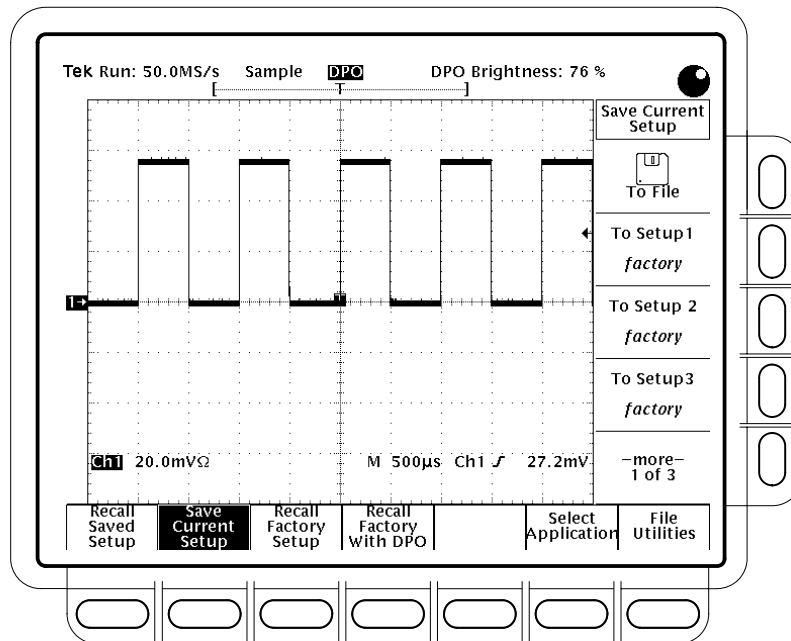 Tek Run: 50.0MS/s Sample DPO DPO Brightness: 76 %
T
Save Current
Setup
To File
To Setup1
factory
To Setup 2
factory
To Setup3
factory
–more–
1 of 3
1
T
Ch1 20.0mVΩ M 500µs Ch1 27.2mV
Recall
Saved
Setup
Save
Current
Setup
Recall
Factory
Setup
Recall
Factory
With DPO
Select
Application
File
Utilities